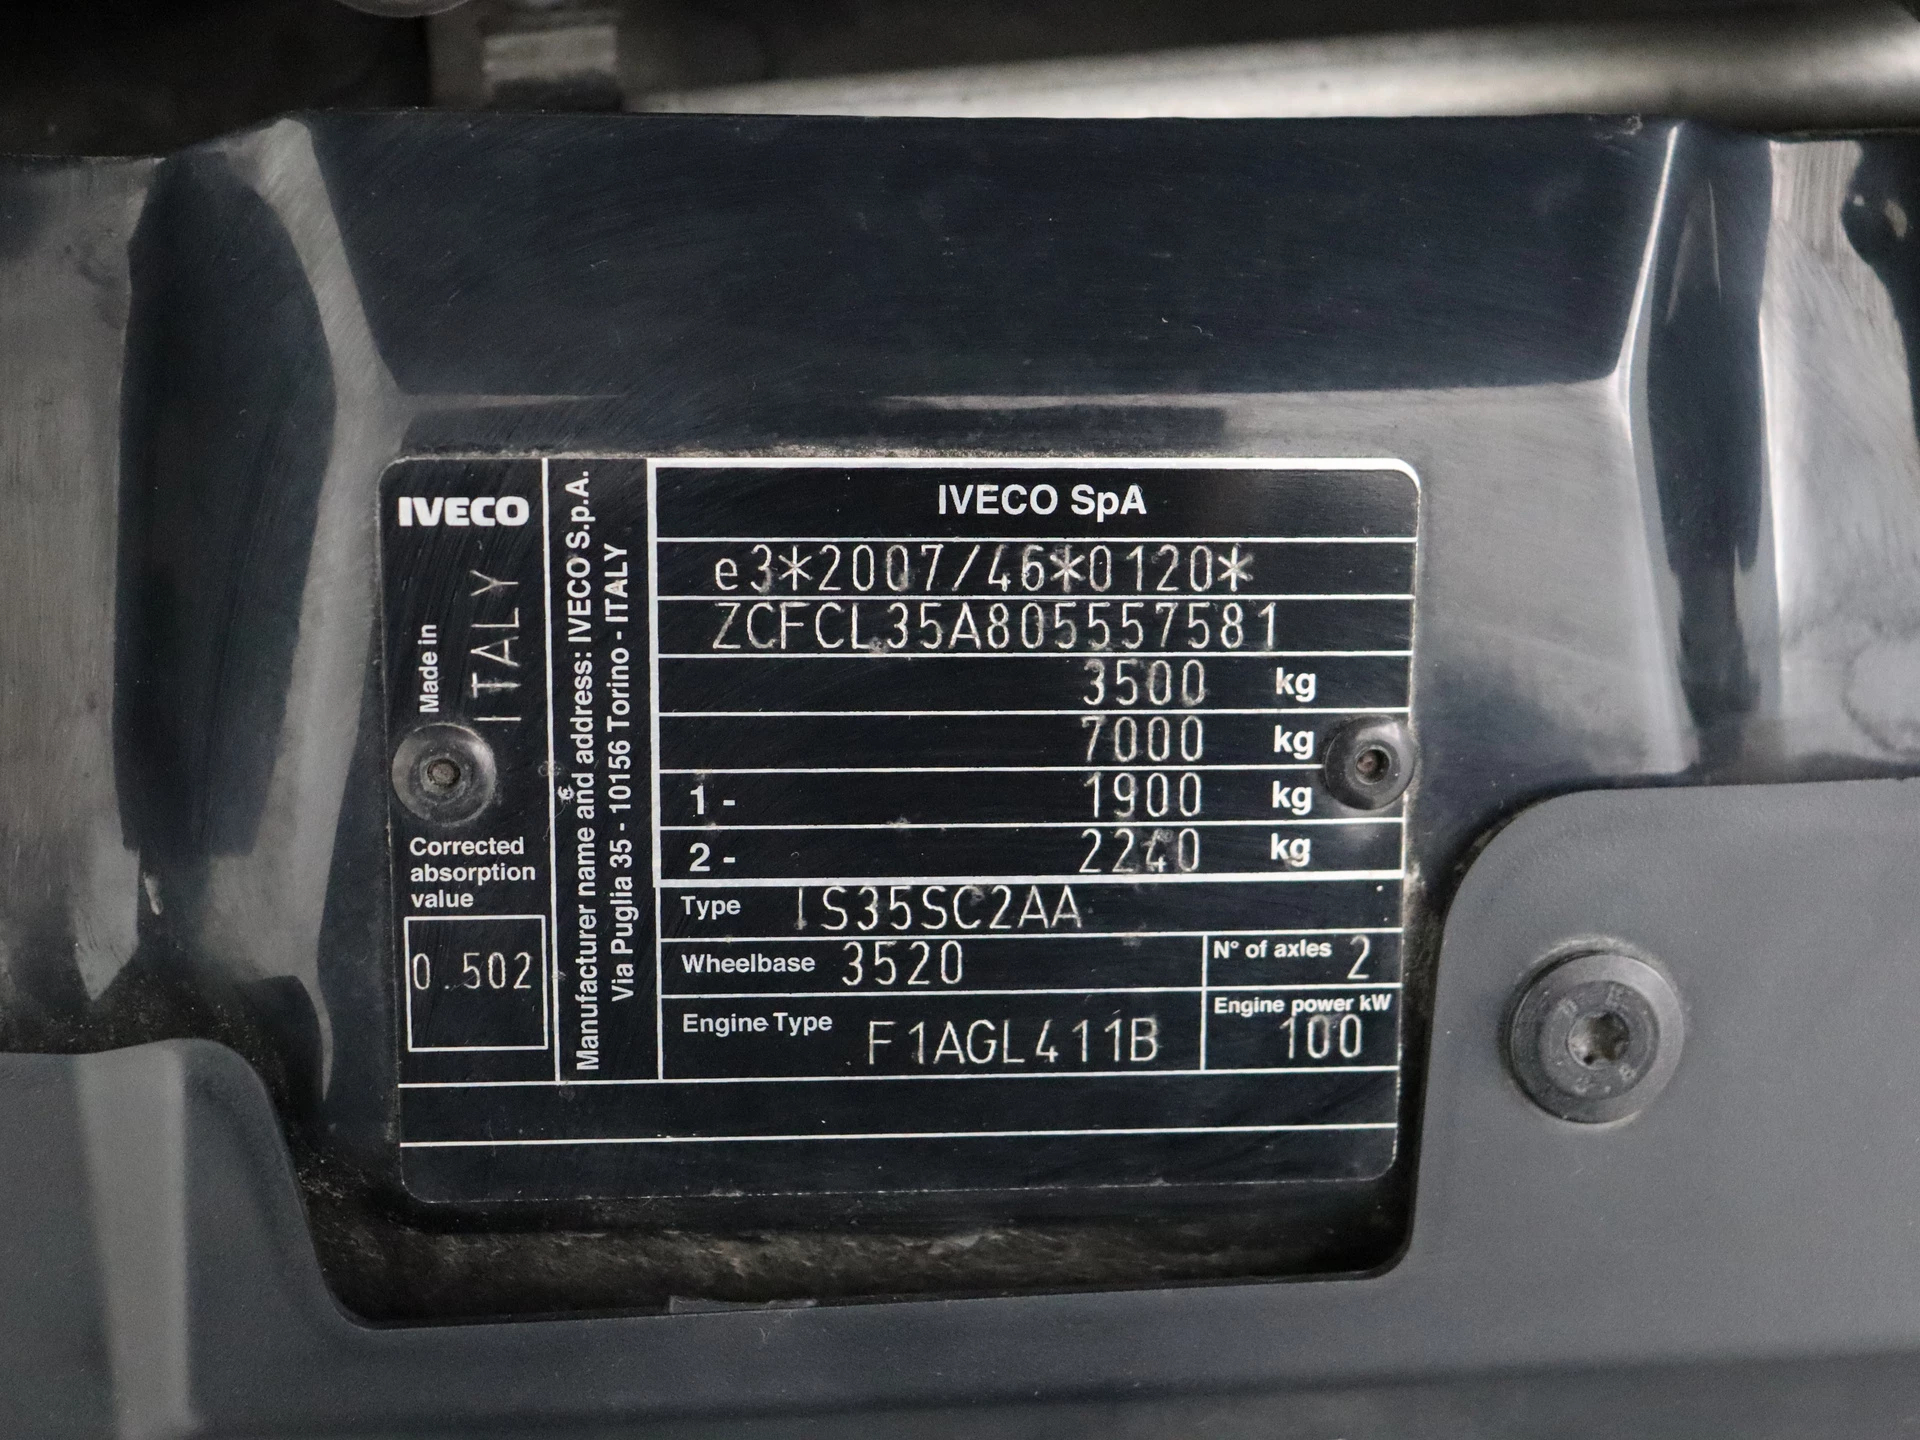 IVECO
Made in
ITALY
Corrected
absorption
value
0.502
Manufacturer name and address: IVECO S.p.A.
Via Puglia 35 - 10156 Torino - ITALY
IVECO SpA
e3*2007/46*0120*
ZCFCL35A805557581
3500 kg
7000 kg
1 - 1900 kg
2 - 2240 kg
Type IS35SC2AA
Wheelbase 3520
N° of axles 2
Engine Type F1AGL411B
Engine power kW
100